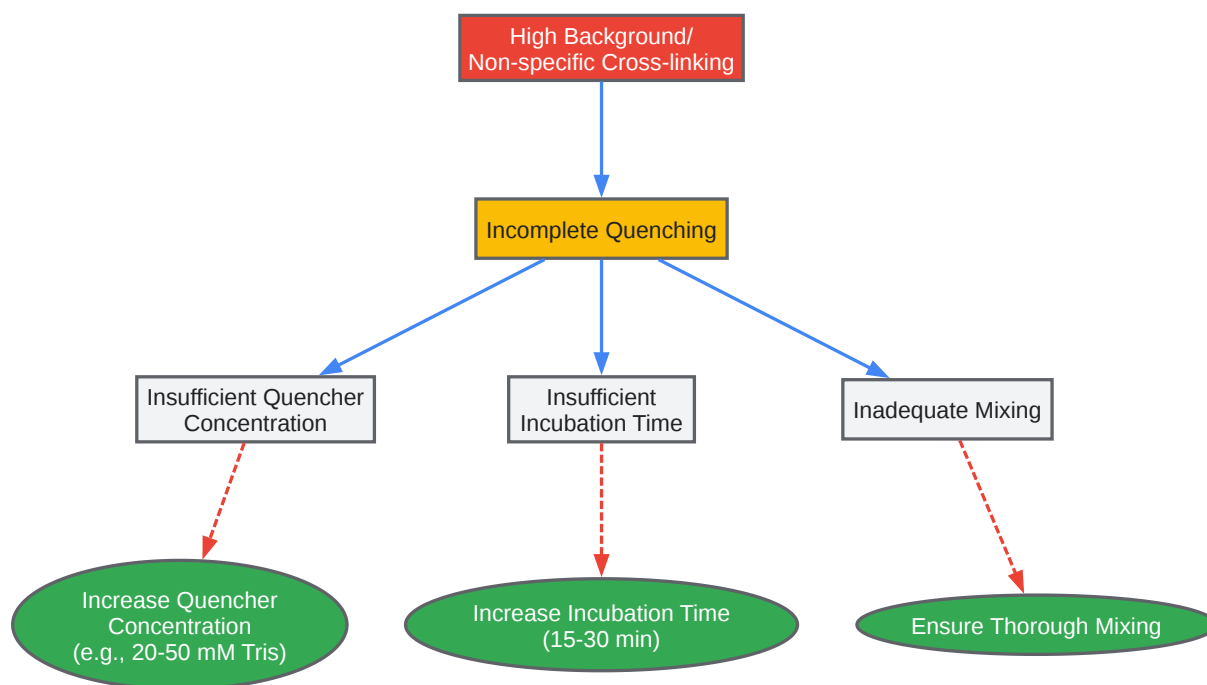 High Background/
Non-specific Cross-linking
Incomplete Quenching
Insufficient Quencher
Concentration
Insufficient
Incubation Time
Inadequate Mixing
Increase Quencher
Concentration
(e.g., 20-50 mM Tris)
Increase Incubation Time
(15-30 min)
Ensure Thorough Mixing